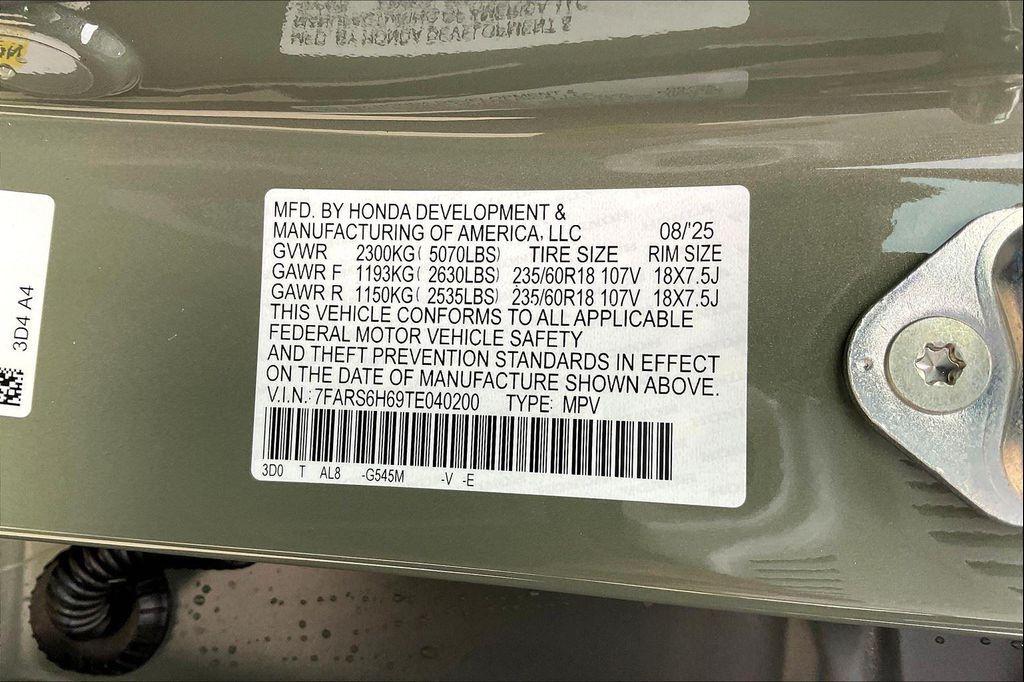 MFD. BY HONDA DEVELOPMENT &
MANUFACTURING OF AMERICA, LLC 08/'25
GVWR 2300KG( 5070LBS) TIRE SIZE RIM SIZE
GAWR F 1193KG( 2630LBS) 235/60R18 107V 18X7.5J
GAWR R 1150KG( 2535LBS) 235/60R18 107V 18X7.5J
THIS VEHICLE CONFORMS TO ALL APPLICABLE
FEDERAL MOTOR VEHICLE SAFETY
AND THEFT PREVENTION STANDARDS IN EFFECT
ON THE DATE OF MANUFACTURE SHOWN ABOVE.
V.I.N.: 7FARS6H69TE040200 TYPE: MPV
3D0 T AL8 -G545M -V -E
3D4 A4